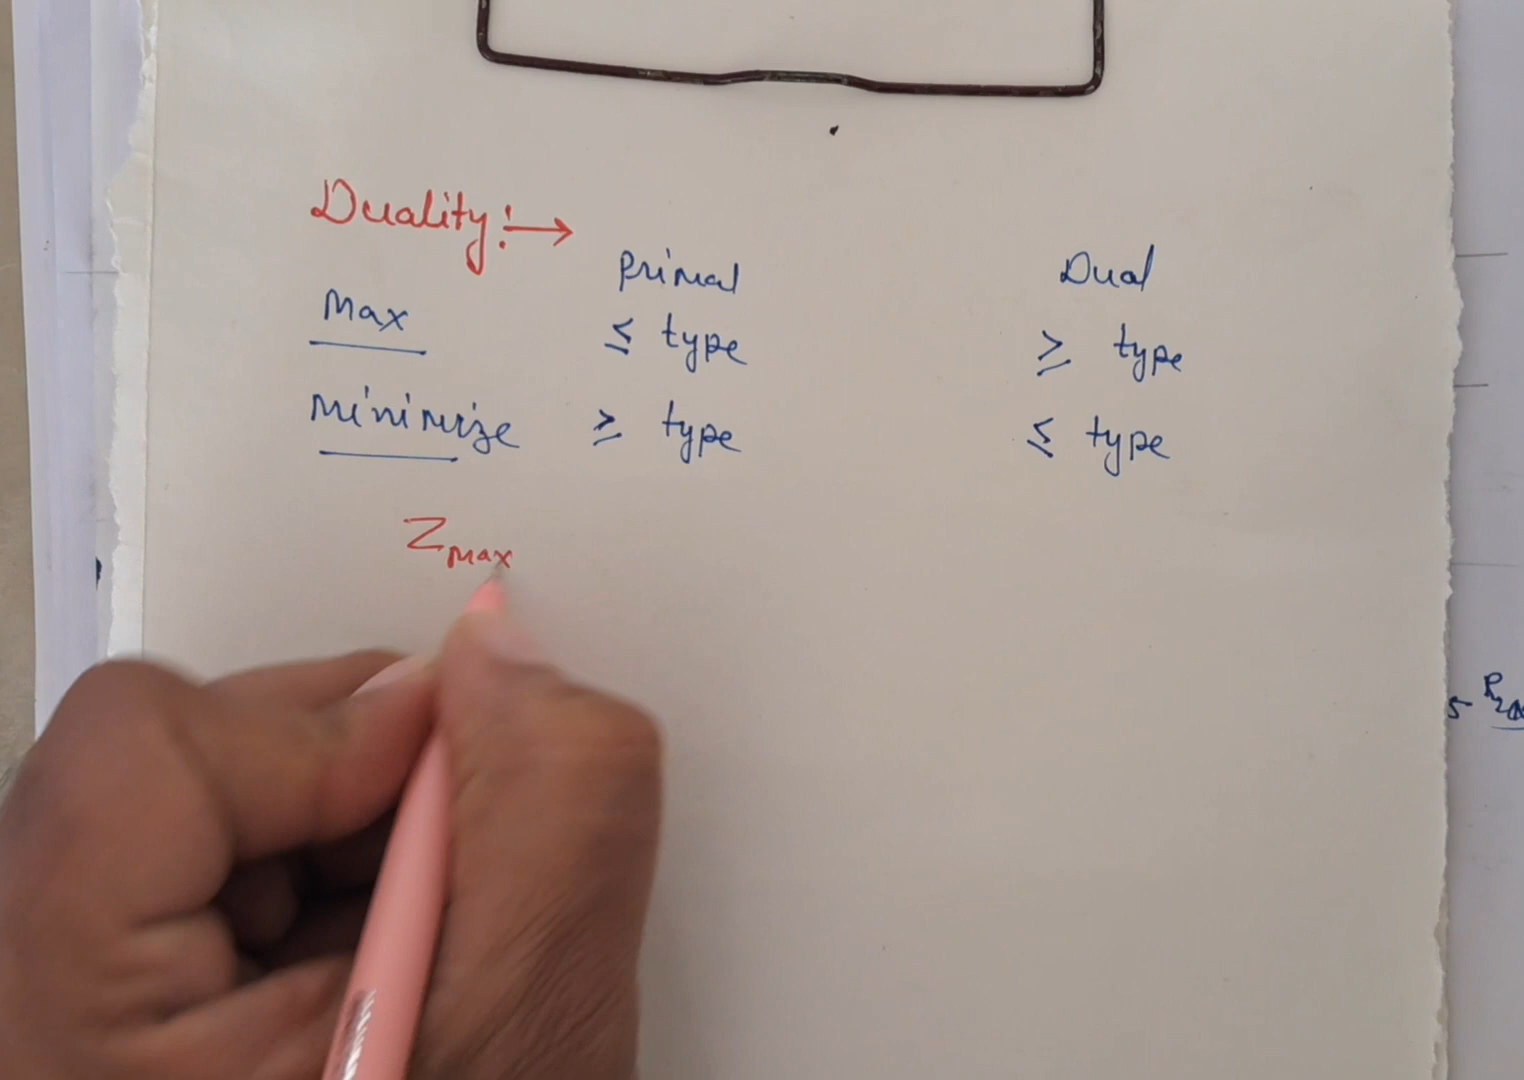 Duality:→
Primal Dual
Max ≤ type ≥ type
minimize ≥ type ≤ type
Zmax